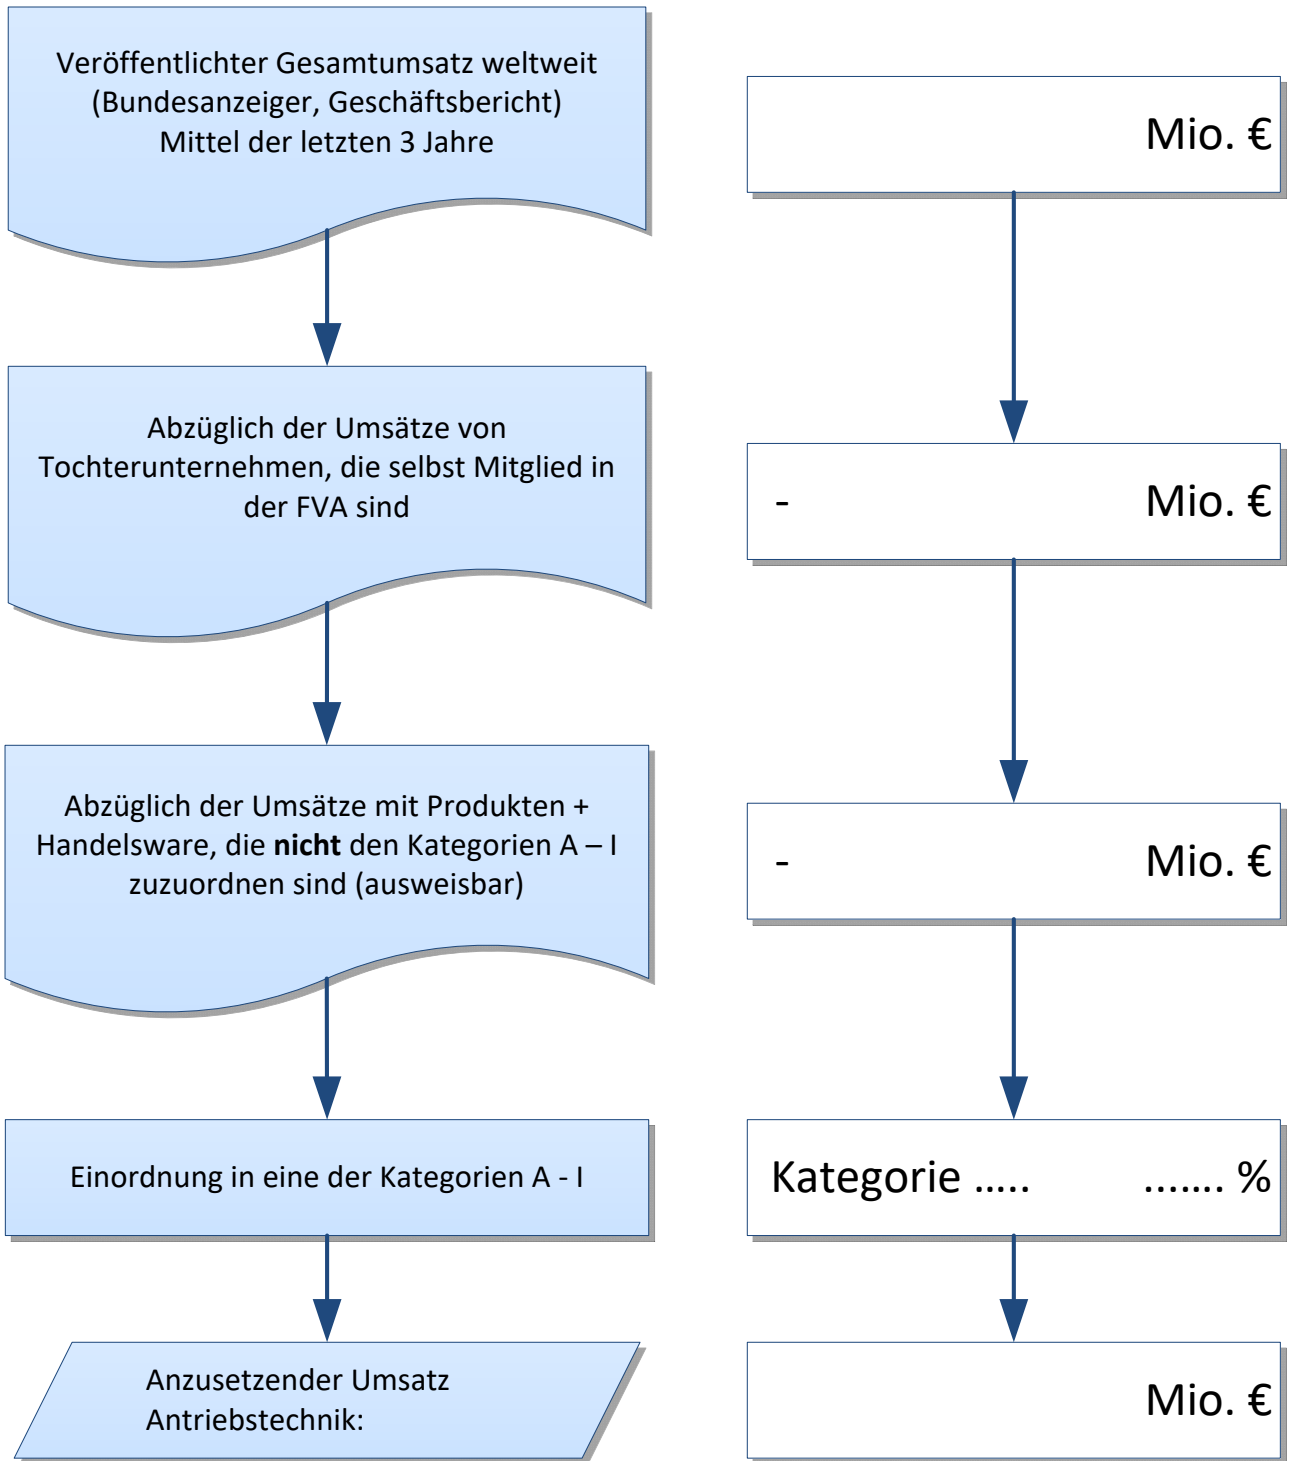 Veröffentlichter Gesamtumsatz weltweit
(Bundesanzeiger, Geschäftsbericht)
Mittel der letzten 3 Jahre
Mio. €
Abzüglich der Umsätze von
Tochterunternehmen, die selbst Mitglied in
der FVA sind
- Mio. €
Abzüglich der Umsätze mit Produkten +
Handelsware, die nicht den Kategorien A – I
zuzuordnen sind (ausweisbar)
- Mio. €
Einordnung in eine der Kategorien A - I
Kategorie ….. ....... %
Anzusetzender Umsatz
Antriebstechnik:
Mio. €